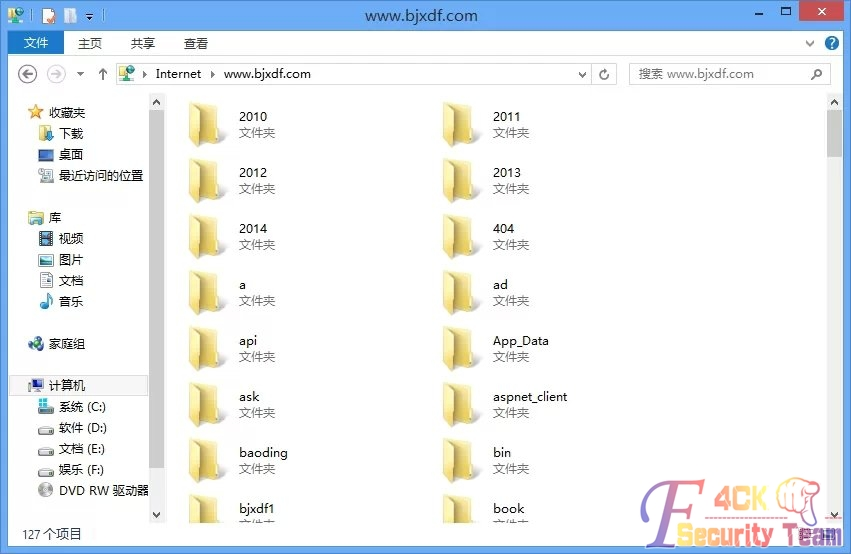 www.bjxdf.com
文件 主页 共享 查看
Internet www.bjxdf.com 搜索 www.bjxdf.com
收藏夹
下载
桌面
最近访问的位置
库
视频
图片
文档
音乐
家庭组
计算机
系统 (C:)
软件 (D:)
文档 (E:)
娱乐 (F:)
DVD RW 驱动器
2010
文件夹
2011
文件夹
2012
文件夹
2013
文件夹
2014
文件夹
404
文件夹
a
文件夹
ad
文件夹
api
文件夹
App_Data
文件夹
ask
文件夹
aspnet_client
文件夹
baoding
文件夹
bin
文件夹
bjxdf1
文件夹
book
文件夹
127 个项目
F4CK
Security Team